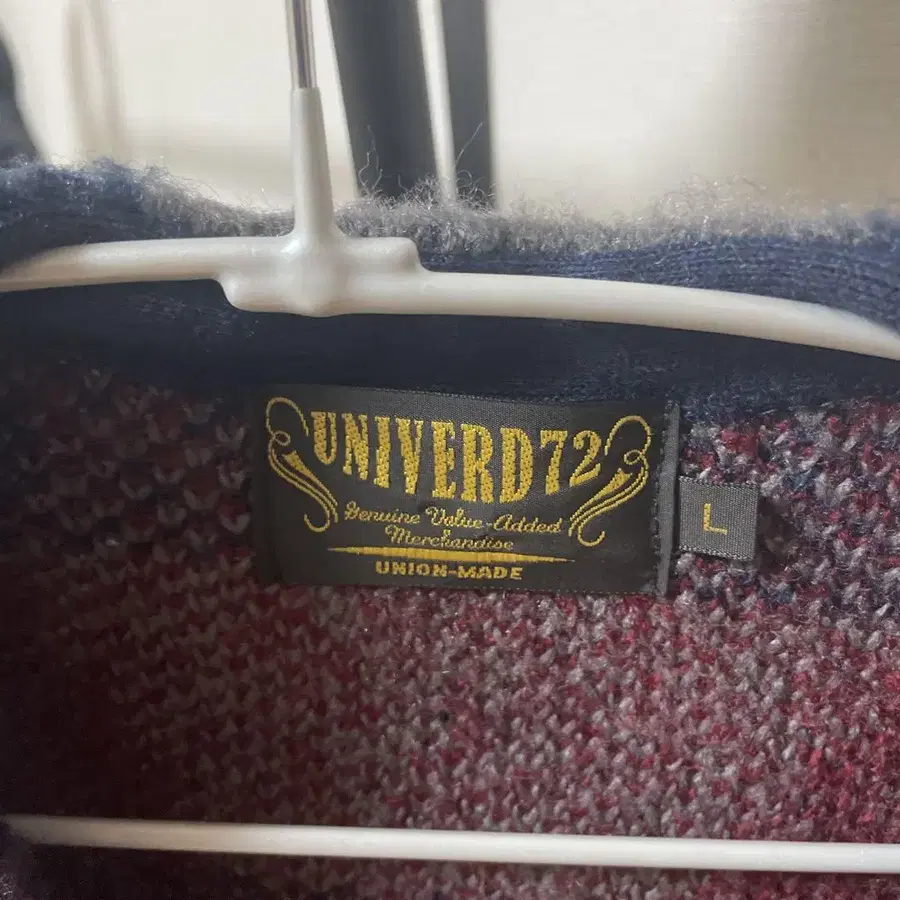 UNIVERD72
Genuine Value-Added
Merchandise
UNION-MADE
L